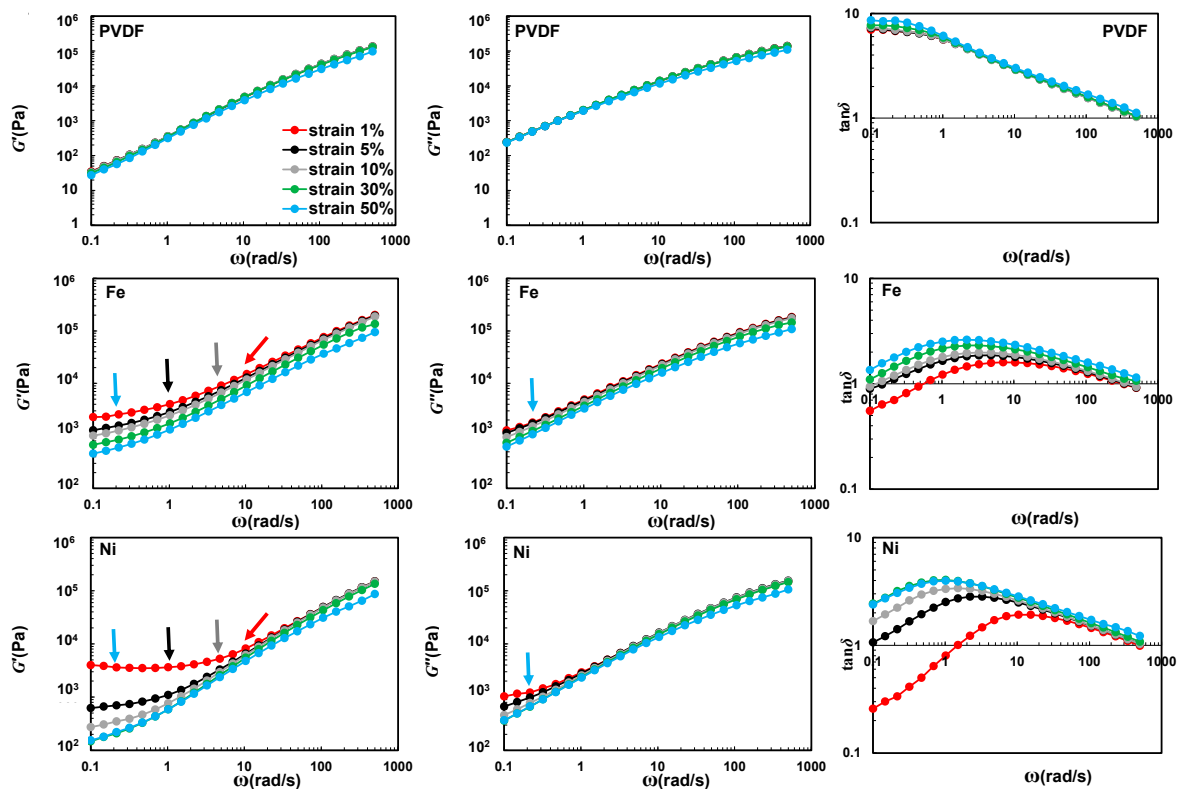 PVDF
G'(Pa)
10⁶
10⁵
10⁴
10³
10²
10
1
0.1 1 10 100 1000
ω(rad/s)
strain 1%
strain 5%
strain 10%
strain 30%
strain 50%
PVDF
G''(Pa)
10⁶
10⁵
10⁴
10³
10²
10
1
0.1 1 10 100 1000
ω(rad/s)
PVDF
tanδ
10
1
0.1
0.1 1 10 100 1000
ω(rad/s)
Fe
G'(Pa)
10⁶
10⁵
10⁴
10³
10²
0.1 1 10 100 1000
ω(rad/s)
Fe
G''(Pa)
10⁶
10⁵
10⁴
10³
10²
0.1 1 10 100 1000
ω(rad/s)
Fe
tanδ
10
1
0.1
0.1 1 10 100 1000
ω(rad/s)
Ni
G'(Pa)
10⁶
10⁵
10⁴
10³
10²
0.1 1 10 100 1000
ω(rad/s)
Ni
G''(Pa)
10⁶
10⁵
10⁴
10³
10²
0.1 1 10 100 1000
ω(rad/s)
Ni
tanδ
10
1
0.1
0.1 1 10 100 1000
ω(rad/s)